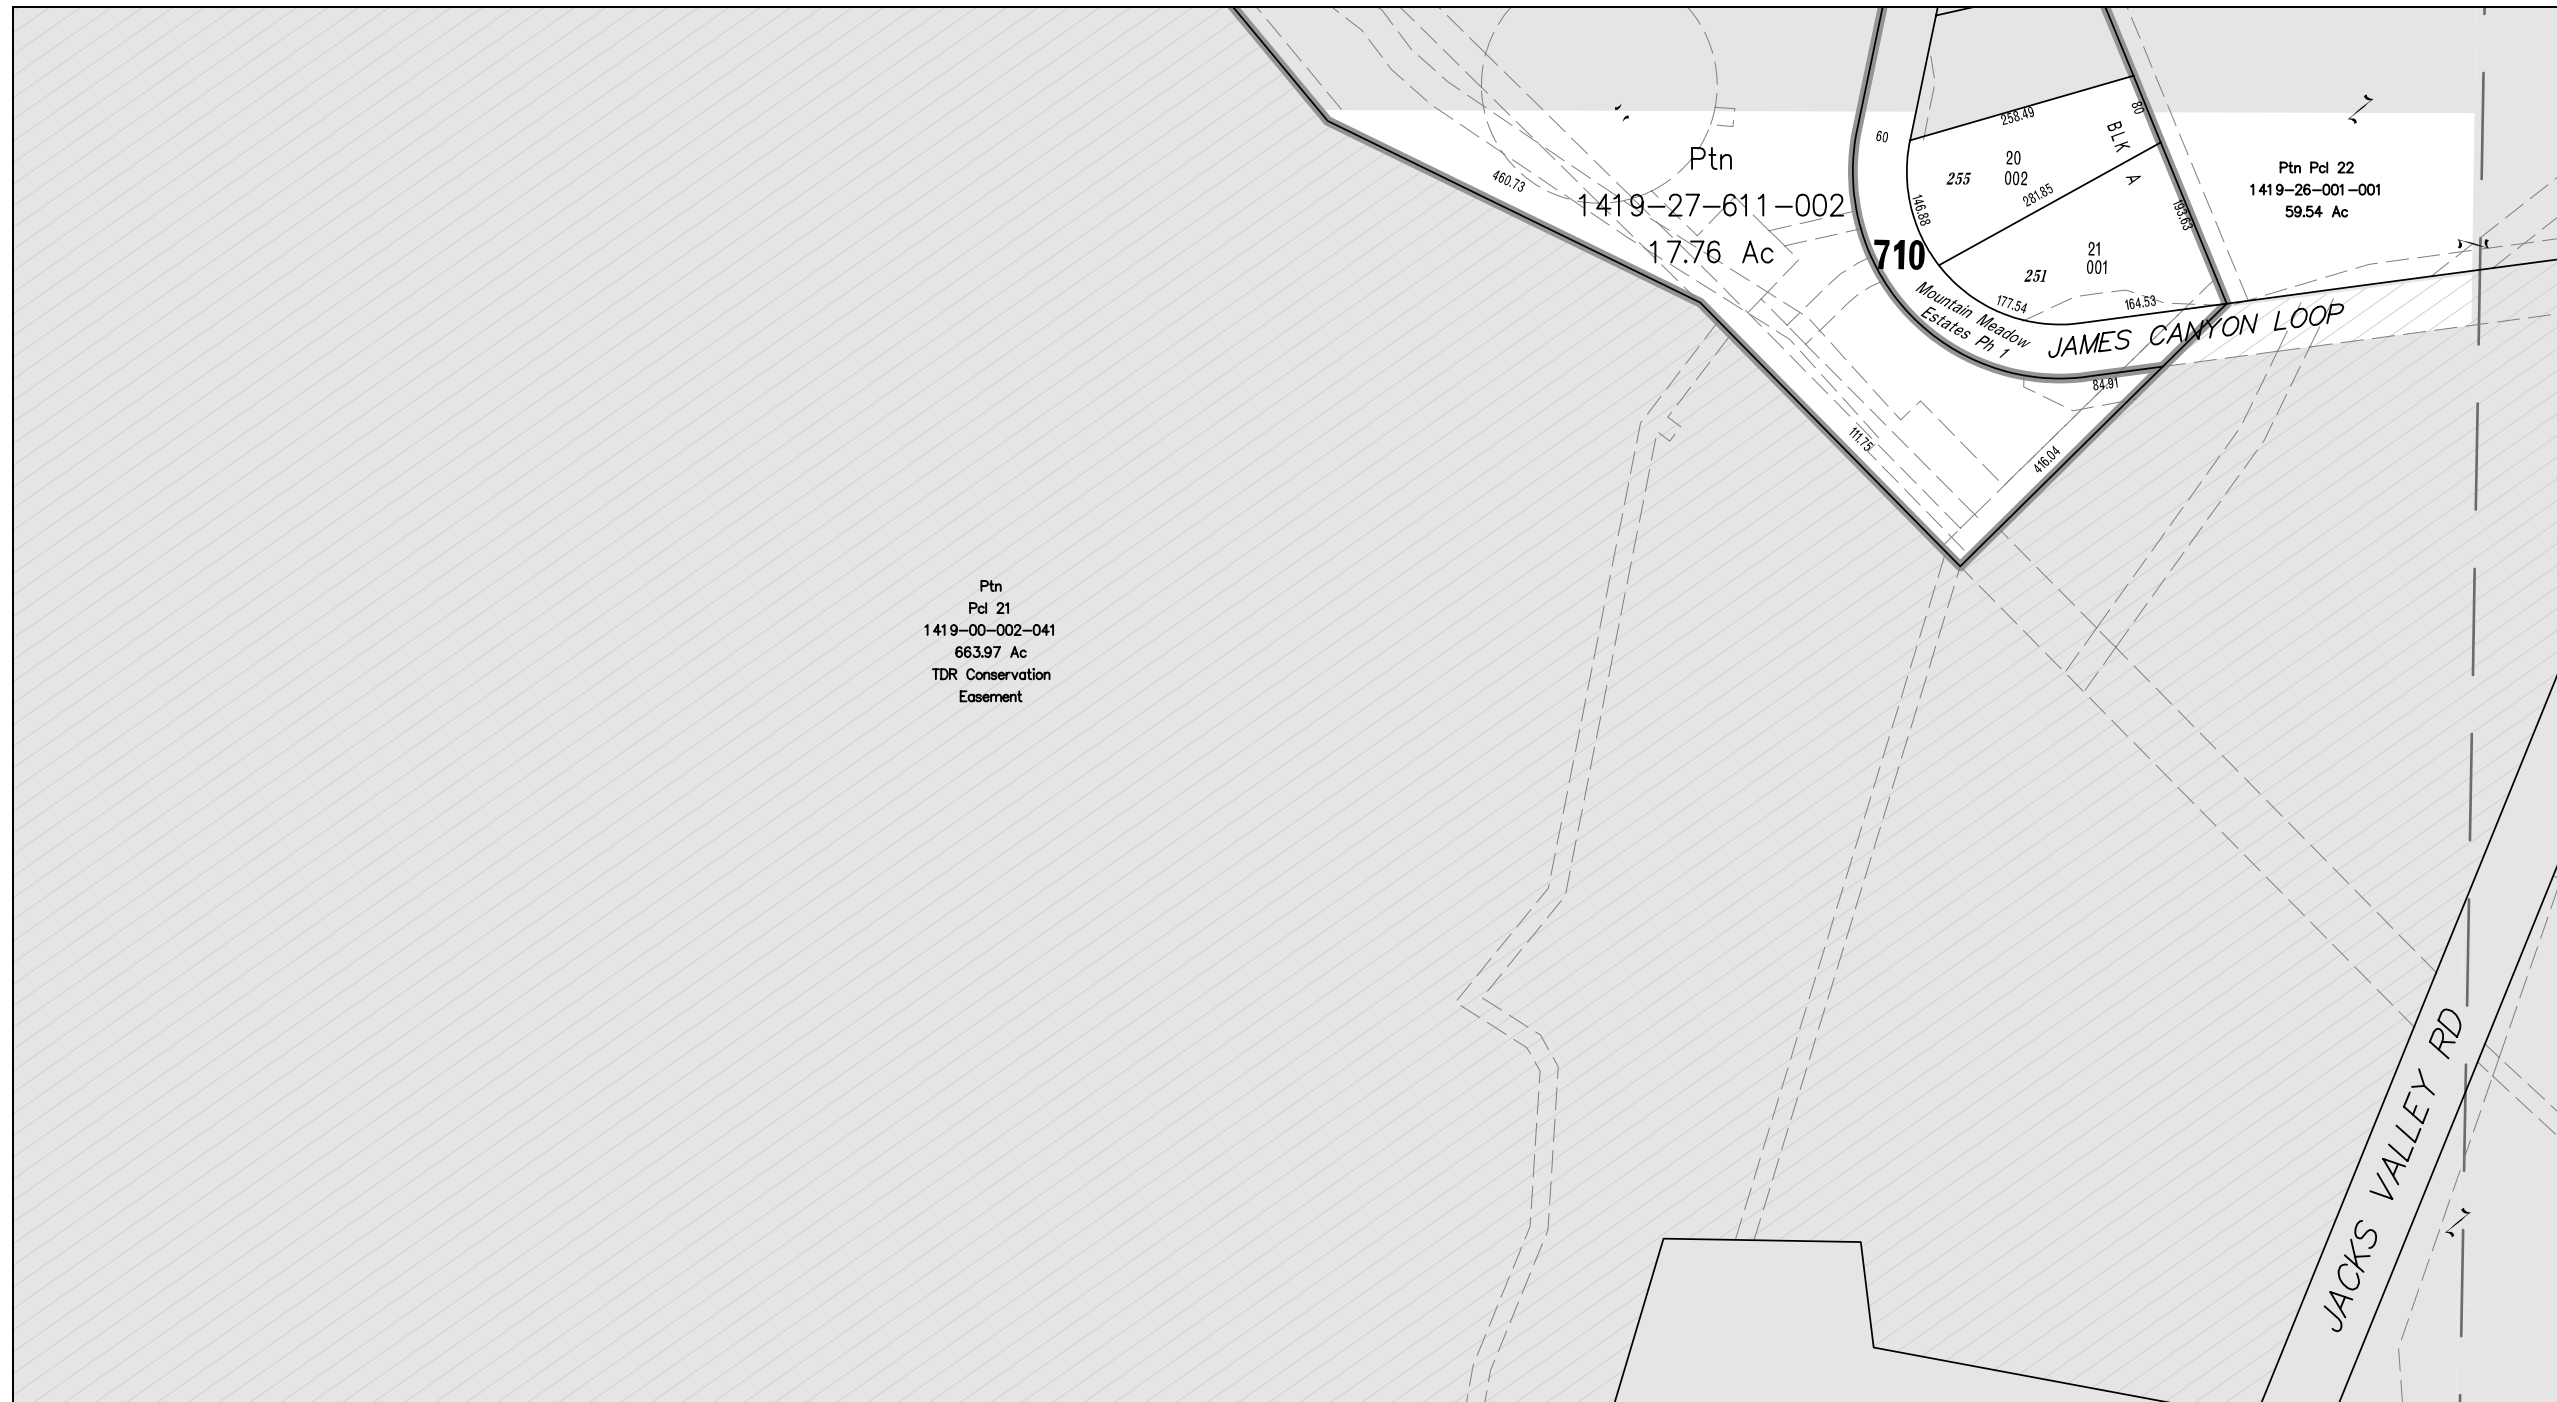 258.49
80
60
BLK A
20
002
255
281.85
146.88
193.63
Ptn
1419-27-611-002
17.76 Ac
460.73
710
Ptn Pcl 22
1419-26-001-001
59.54 Ac
21
001
251
177.54
164.53
Mountain Meadow
Estates Ph 1
JAMES CANYON LOOP
84.91
111.75
416.04
Ptn
Pcl 21
1419-00-002-041
663.97 Ac
TDR Conservation
Easement
JACKS VALLEY RD